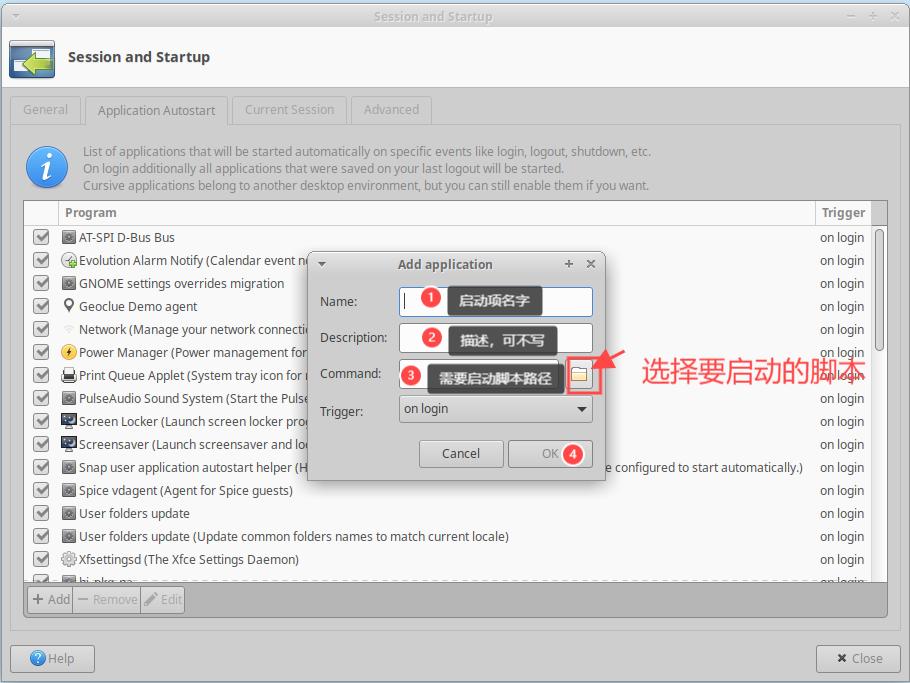 Session and Startup
Session and Startup
General
Application Autostart
Current Session
Advanced
List of applications that will be started automatically on specific events like login, logout, shutdown, etc.
On login additionally all applications that were saved on your last logout will be started.
Cursive applications belong to another desktop environment, but you can still enable them if you want.
Program
Trigger
AT-SPI D-Bus Bus
on login
Evolution Alarm Notify (Calendar event n
on login
GNOME settings overrides migration
on login
Geoclue Demo agent
on login
Network (Manage your network connecti
on login
Power Manager (Power management for
on login
Print Queue Applet (System tray icon for
on login
PulseAudio Sound System (Start the Pulse
on login
Screen Locker (Launch screen locker prog
on login
Screensaver (Launch screensaver and loc
on login
Snap user application autostart helper (H
e configured to start automatically.)
on login
Spice vdagent (Agent for Spice guests)
on login
User folders update
on login
User folders update (Update common folders names to match current locale)
on login
Xfsettingsd (The Xfce Settings Daemon)
on login
on login
Add application
Name:
1
启动项名字
Description:
2
描述，可不写
Command:
3
需要启动脚本路径
选择要启动的脚本
Trigger:
on login
Cancel
OK
4
Add
Remove
Edit
Help
Close